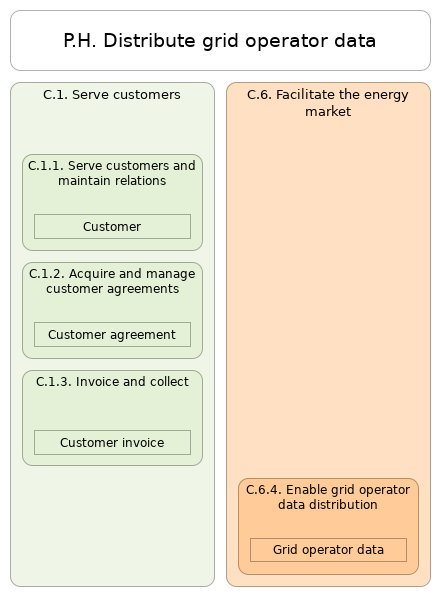 P.H. Distribute grid operator data
C.1. Serve customers
C.1.1. Serve customers and
maintain relations
Customer
C.1.2. Acquire and manage
customer agreements
Customer agreement
C.1.3. Invoice and collect
Customer invoice
C.6. Facilitate the energy
market
C.6.4. Enable grid operator
data distribution
Grid operator data